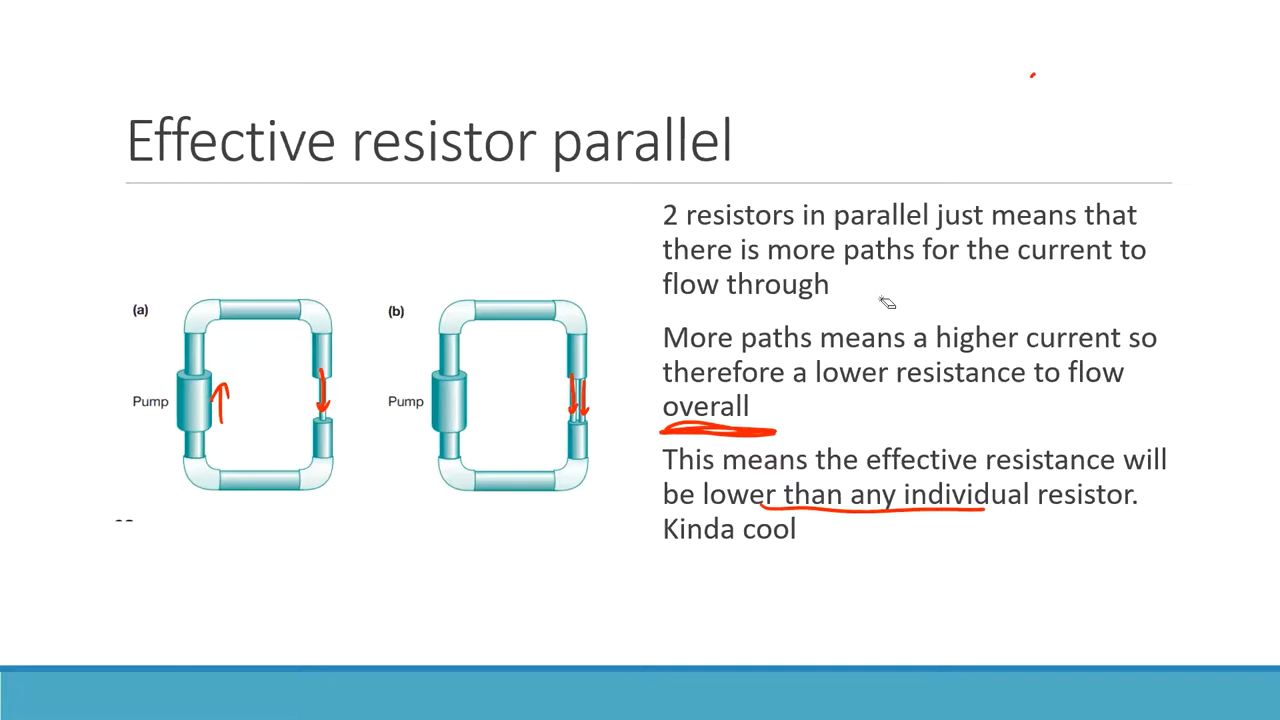 Effective resistor parallel
2 resistors in parallel just means that
there is more paths for the current to
flow through
(a)
(b)
More paths means a higher current so
therefore a lower resistance to flow
overall
Pump
Pump
This means the effective resistance will
be lower than any individual resistor.
Kinda cool